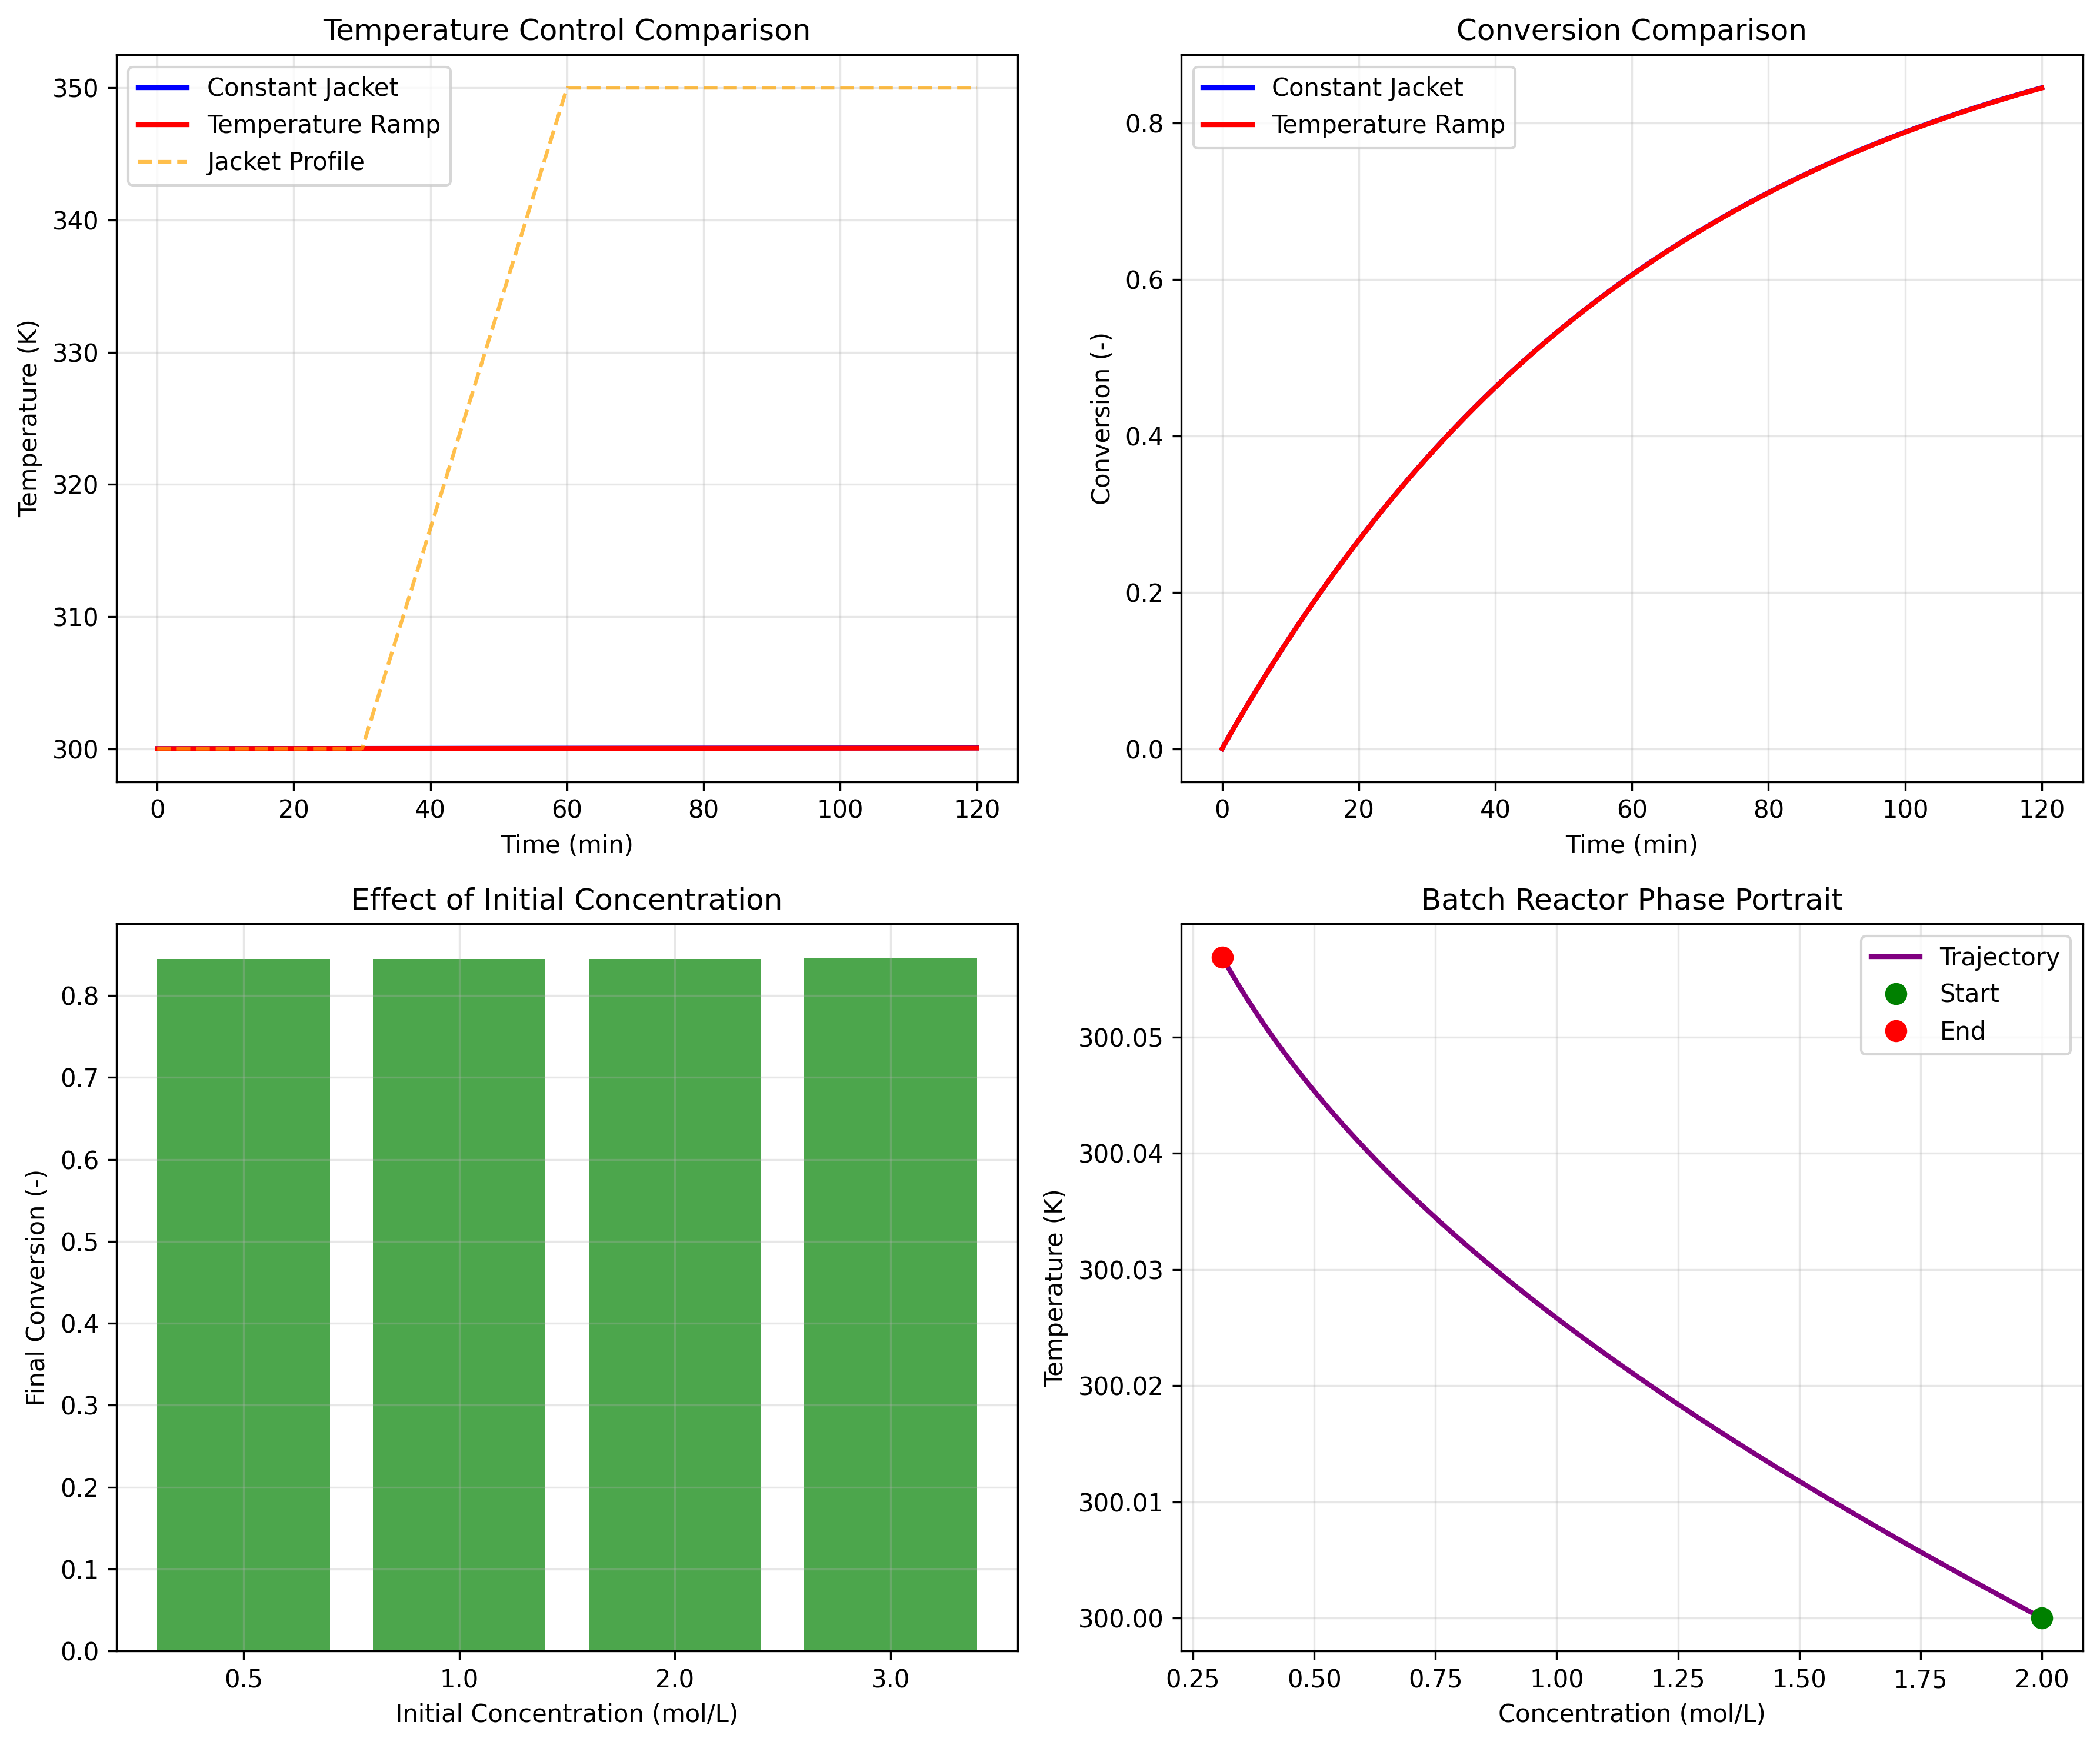 Temperature Control Comparison
Constant Jacket
Temperature Ramp
Jacket Profile
Temperature (K)
350
340
330
320
310
300
0 20 40 60 80 100 120
Time (min)
Conversion Comparison
Constant Jacket
Temperature Ramp
Conversion (-)
0.8
0.6
0.4
0.2
0.0
0 20 40 60 80 100 120
Time (min)
Effect of Initial Concentration
Final Conversion (-)
0.8
0.7
0.6
0.5
0.4
0.3
0.2
0.1
0.0
0.5 1.0 2.0 3.0
Initial Concentration (mol/L)
Batch Reactor Phase Portrait
Trajectory
Start
End
Temperature (K)
300.05
300.04
300.03
300.02
300.01
300.00
0.25 0.50 0.75 1.00 1.25 1.50 1.75 2.00
Concentration (mol/L)